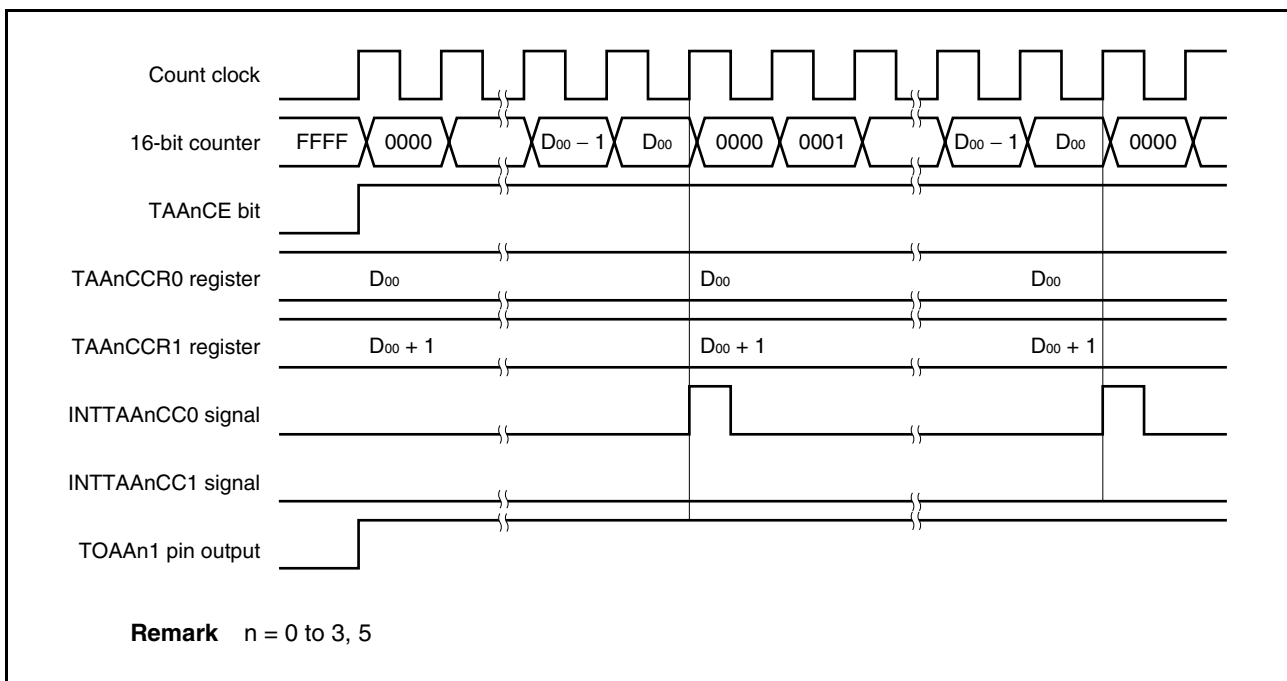 Count clock
16-bit counter FFFF 0000 D00 − 1 D00 0000 0001 D00 − 1 D00 0000
TAAnCE bit
TAAnCCR0 register D00 D00 D00
TAAnCCR1 register D00 + 1 D00 + 1 D00 + 1
INTTAAnCC0 signal
INTTAAnCC1 signal
TOAAn1 pin output
Remark n = 0 to 3, 5